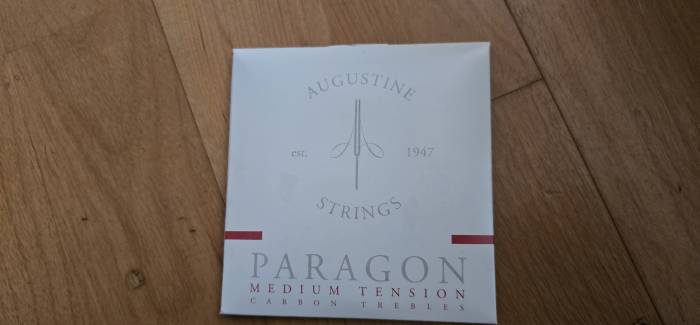 AUGUSTINE
est. 1947
STRINGS
PARAGON
MEDIUM TENSION
CARBON TREBLES